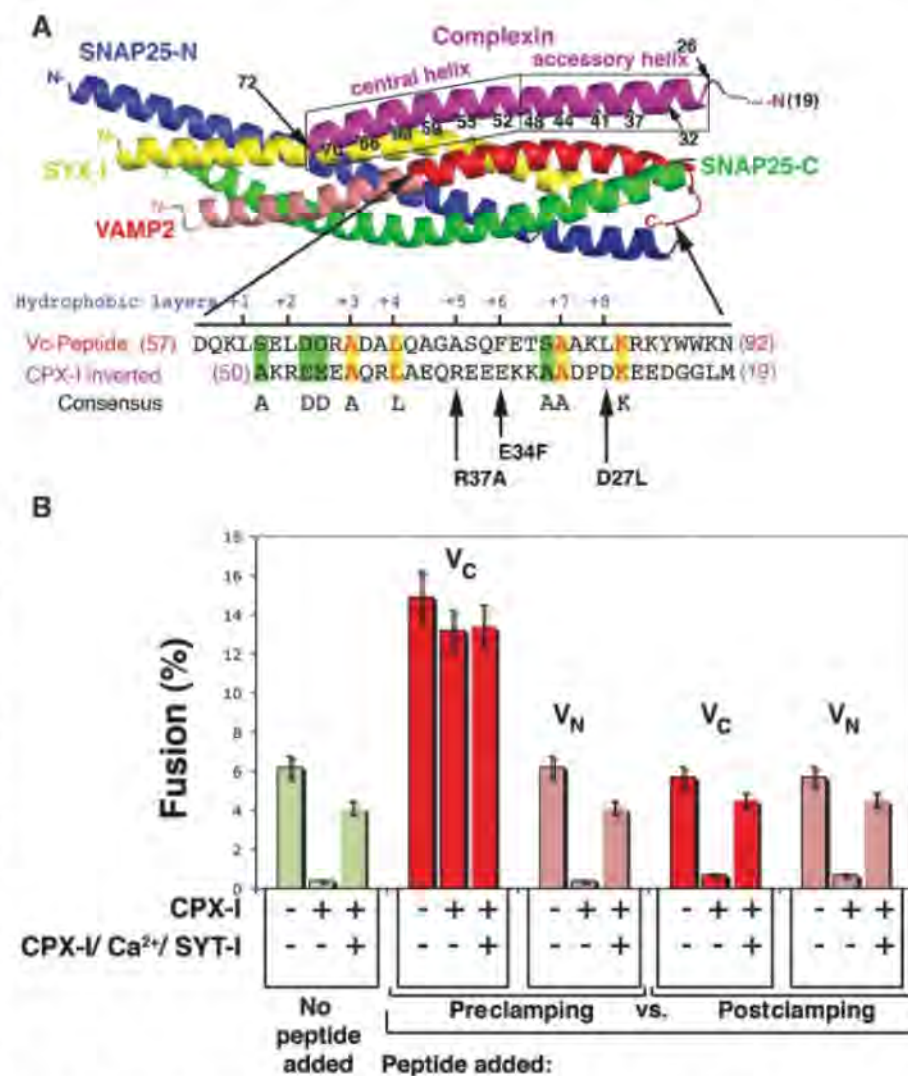 A
SNAP25-N
Complexin
26
N-
central helix
accessory helix
-N(19)
72
70 66 63 59 55 52 48 44 41 37
32
N-
SYX-I
SNAP25-C
N-
VAMP2
C
Hydrophobic layers +1 +2 +3 +4 +5 +6 +7 +8
Vc-Peptide (57) DQKLSELDDRADALQAGASQFETSAAKLKRKYWWKN (92)
CPX-I inverted (50) AKREEEAQRLAEQREEEKKAADPDKEEDGGLM (19)
Consensus A DD A L AA K
E34F
R37A D27L
B
18
16
14
12
10
8
6
4
2
0
Fusion (%)
VC
VN
VC
VN
CPX-I - + + - + + - + + - + + - + +
CPX-I/ Ca²⁺/ SYT-I - - + - - + - - + - - + - - +
No peptide added
Preclamping vs. Postclamping
Peptide added: